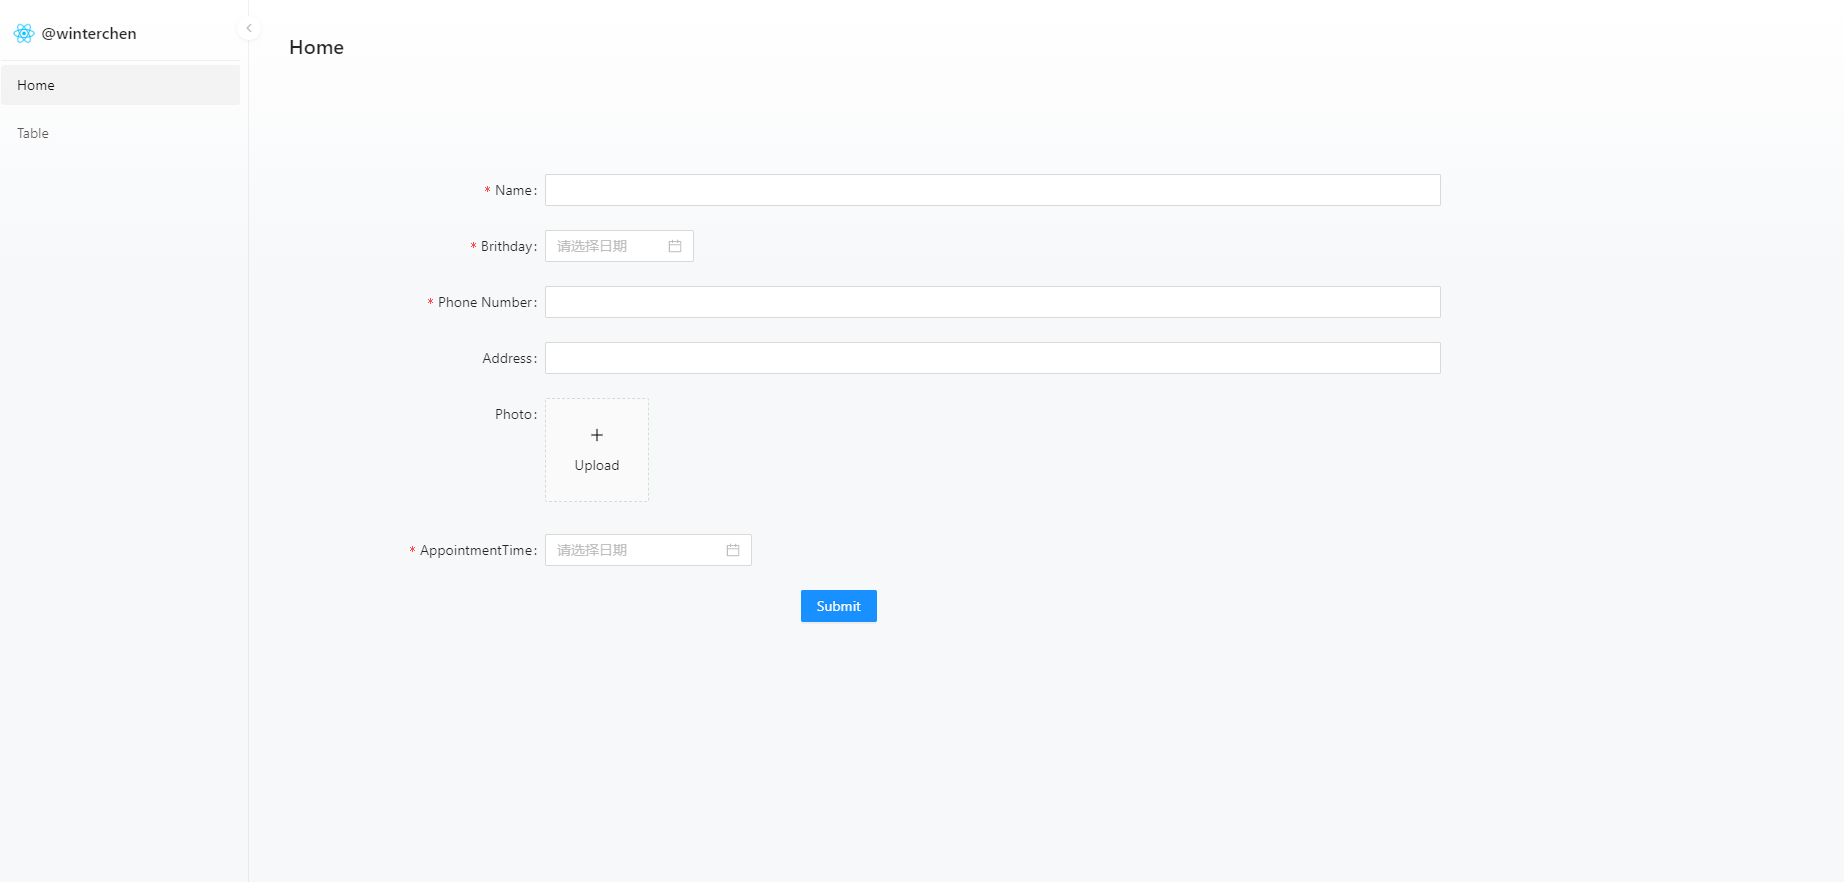 @winterchen
Home
Home
Table
* Name:
* Brithday: 请选择日期
* Phone Number:
Address:
Photo:
Upload
* AppointmentTime: 请选择日期
Submit